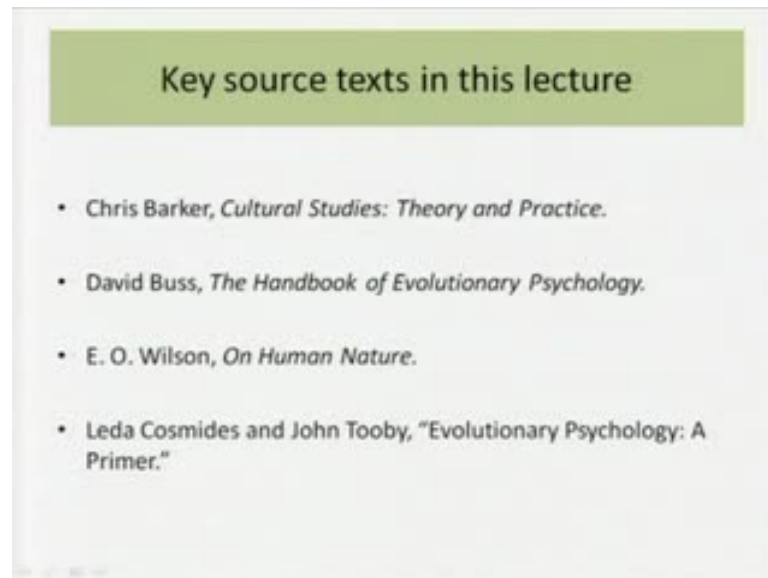 Key source texts in this lecture
• Chris Barker, Cultural Studies: Theory and Practice.
• David Buss, The Handbook of Evolutionary Psychology.
• E. O. Wilson, On Human Nature.
• Leda Cosmides and John Tooby, “Evolutionary Psychology: A
Primer.”